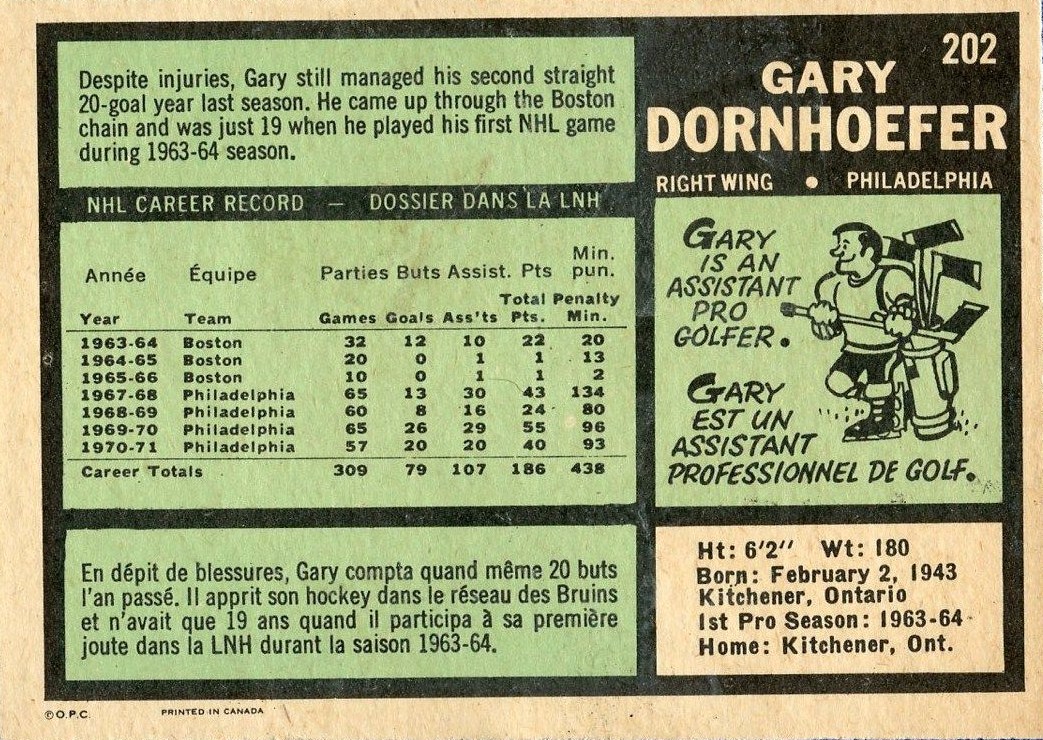 202
GARY
DORNHOEFER
RIGHT WING • PHILADELPHIA
Despite injuries, Gary still managed his second straight
20-goal year last season. He came up through the Boston
chain and was just 19 when he played his first NHL game
during 1963-64 season.
NHL CAREER RECORD — DOSSIER DANS LA LNH
Année Équipe Parties Buts Assist. Pts Min. pun.
Year Team Games Goals Ass'ts Total Pts. Penalty Min.
1963-64 Boston 32 12 10 22 20
1964-65 Boston 20 0 1 1 13
1965-66 Boston 10 0 1 1 2
1967-68 Philadelphia 65 13 30 43 134
1968-69 Philadelphia 60 8 16 24 80
1969-70 Philadelphia 65 26 29 55 96
1970-71 Philadelphia 57 20 20 40 93
Career Totals 309 79 107 186 438
En dépit de blessures, Gary compta quand même 20 buts
l'an passé. Il apprit son hockey dans le réseau des Bruins
et n'avait que 19 ans quand il participa à sa première
joute dans la LNH durant la saison 1963-64.
GARY
IS AN
ASSISTANT
PRO
GOLFER.
GARY
EST UN
ASSISTANT
PROFESSIONNEL DE GOLF.
Ht: 6'2'' Wt: 180
Born: February 2, 1943
Kitchener, Ontario
1st Pro Season: 1963-64
Home: Kitchener, Ont.
© O.P.C. PRINTED IN CANADA